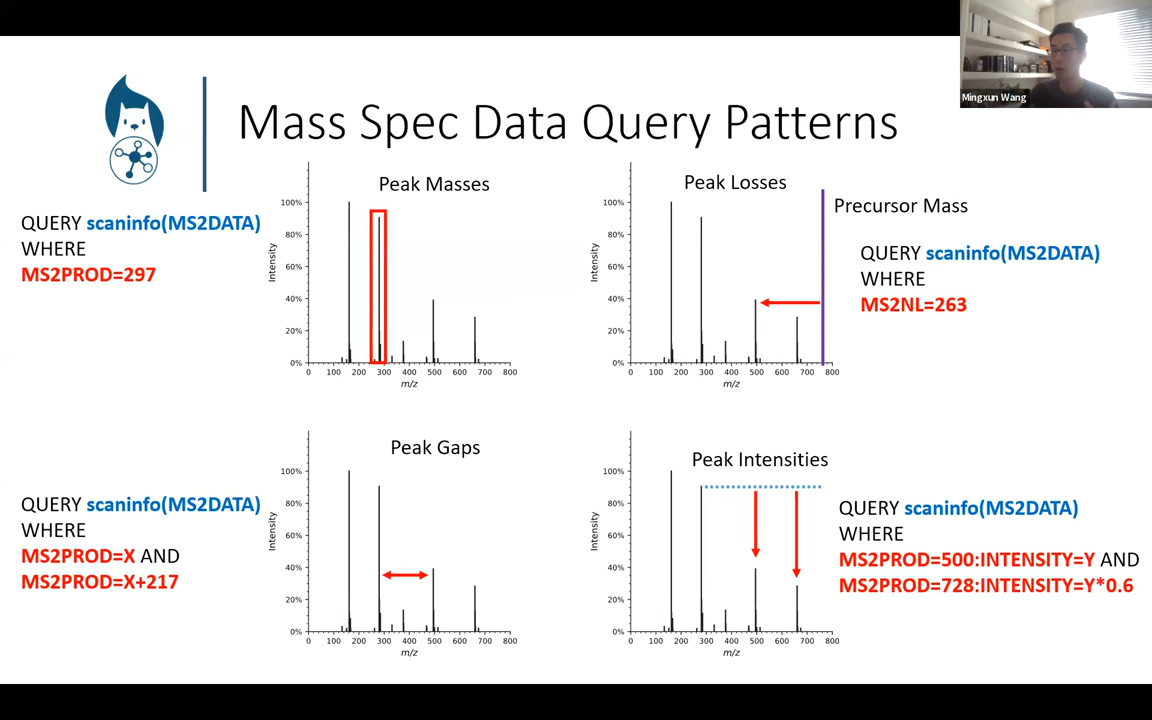 Mingxun Wang
Mass Spec Data Query Patterns
QUERY scaninfo(MS2DATA)
WHERE
MS2PROD=297
Peak Masses
100%
80%
60%
40%
20%
0%
Intensity
0 100 200 300 400 500 600 700 800
m/z
Peak Losses
Precursor Mass
100%
80%
60%
40%
20%
0%
Intensity
0 100 200 300 400 500 600 700 800
m/z
QUERY scaninfo(MS2DATA)
WHERE
MS2NL=263
QUERY scaninfo(MS2DATA)
WHERE
MS2PROD=X AND
MS2PROD=X+217
Peak Gaps
100%
80%
60%
40%
20%
0%
Intensity
0 100 200 300 400 500 600 700 800
m/z
Peak Intensities
100%
80%
60%
40%
20%
0%
Intensity
0 100 200 300 400 500 600 700 800
m/z
QUERY scaninfo(MS2DATA)
WHERE
MS2PROD=500:INTENSITY=Y AND
MS2PROD=728:INTENSITY=Y*0.6